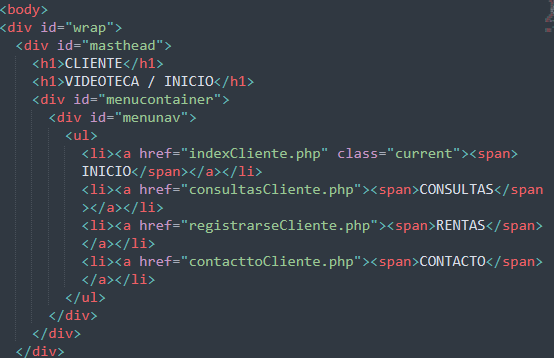 <body>
<div id="wrap">
<div id="masthead">
<h1>CLIENTE</h1>
<h1>VIDEOTECA / INICIO</h1>
<div id="menucontainer">
<div id="menunav">
<ul>
<li><a href="indexCliente.php" class="current"><span>
INICIO</span></a></li>
<li><a href="consultasCliente.php"><span>CONSULTAS</span
></a></li>
<li><a href="registrarseCliente.php"><span>RENTAS</span>
</a></li>
<li><a href="contacttoCliente.php"><span>CONTACTO</span>
</a></li>
</ul>
</div>
</div>
</div>